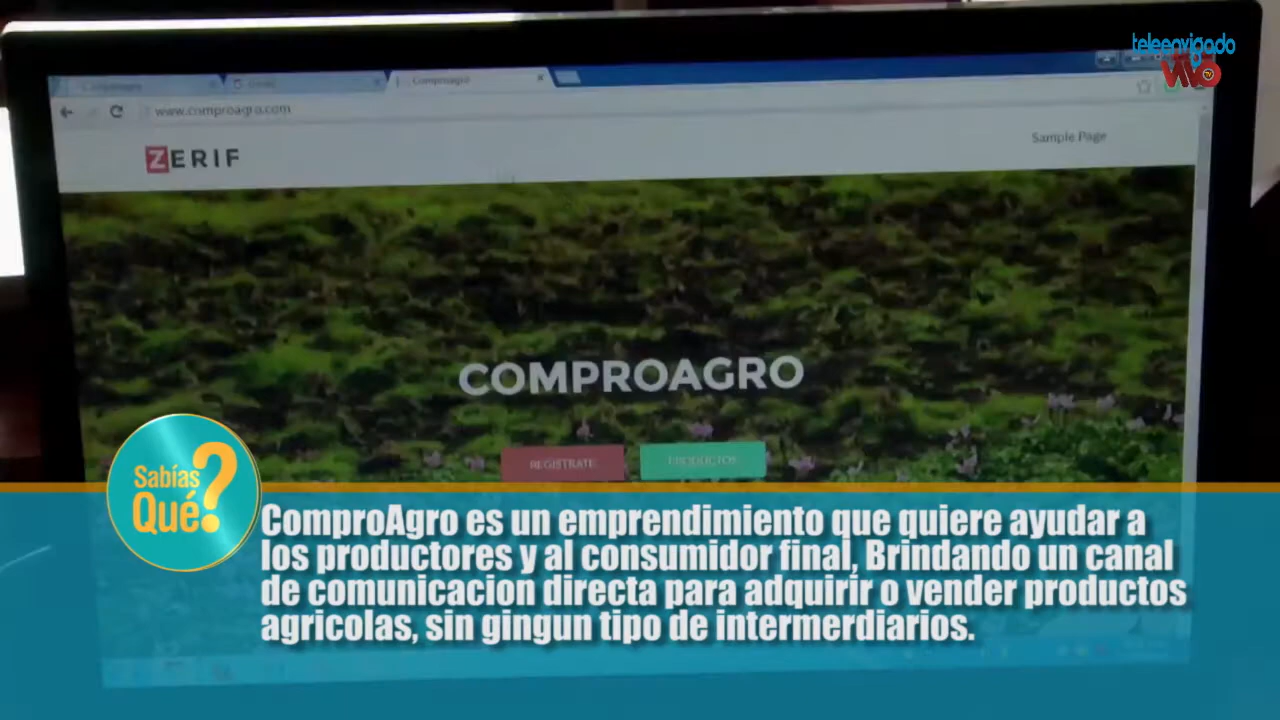 teleenvigado
VIVO TV
Comproagro
www.comproagro.com
ZERIF
Sample Page
COMPROAGRO
REGISTRATE
PRODUCTOS
Sabías
Qué?
ComproAgro es un emprendimiento que quiere ayudar a
los productores y al consumidor final, Brindando un canal
de comunicacion directa para adquirir o vender productos
agricolas, sin gingun tipo de intermerdiarios.